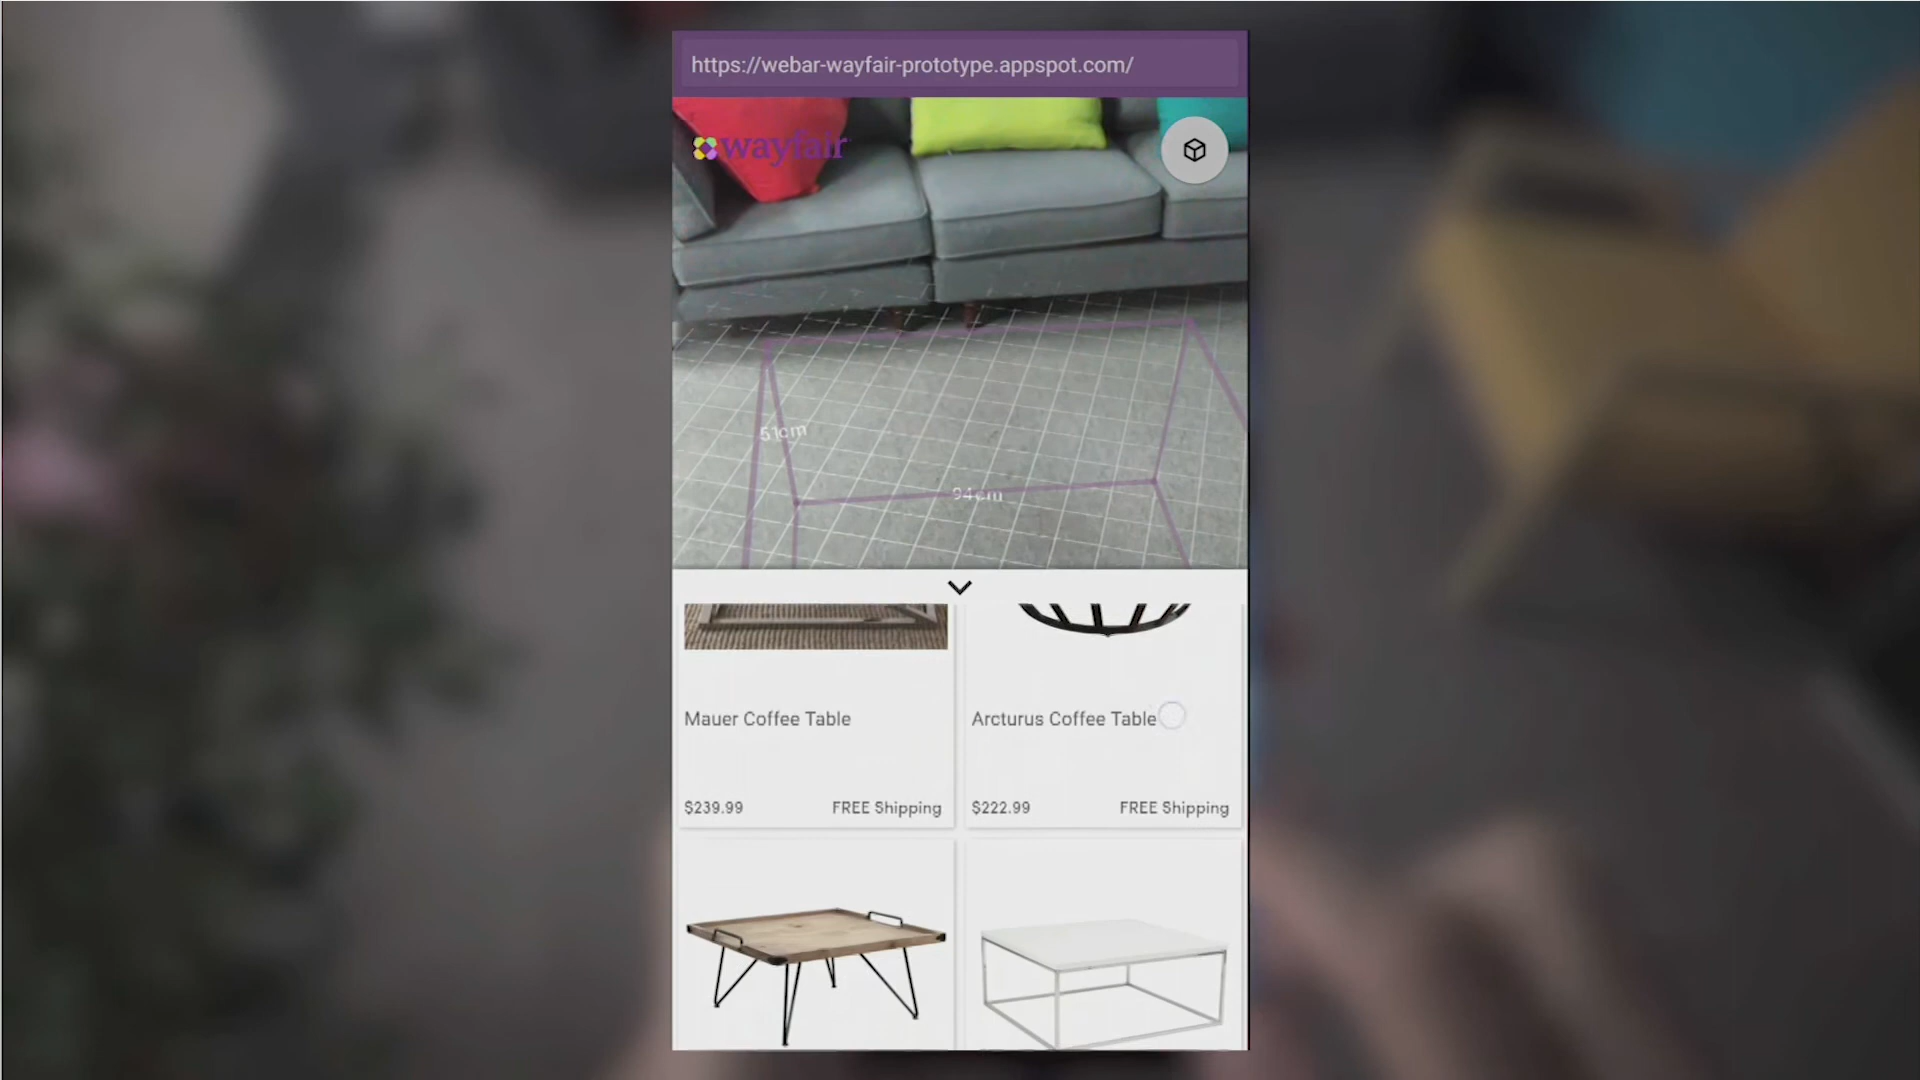 https://webar-wayfair-prototype.appspot.com/
wayfair
51cm
94cm
Mauer Coffee Table
Arcturus Coffee Table
$239.99
FREE Shipping
$222.99
FREE Shipping